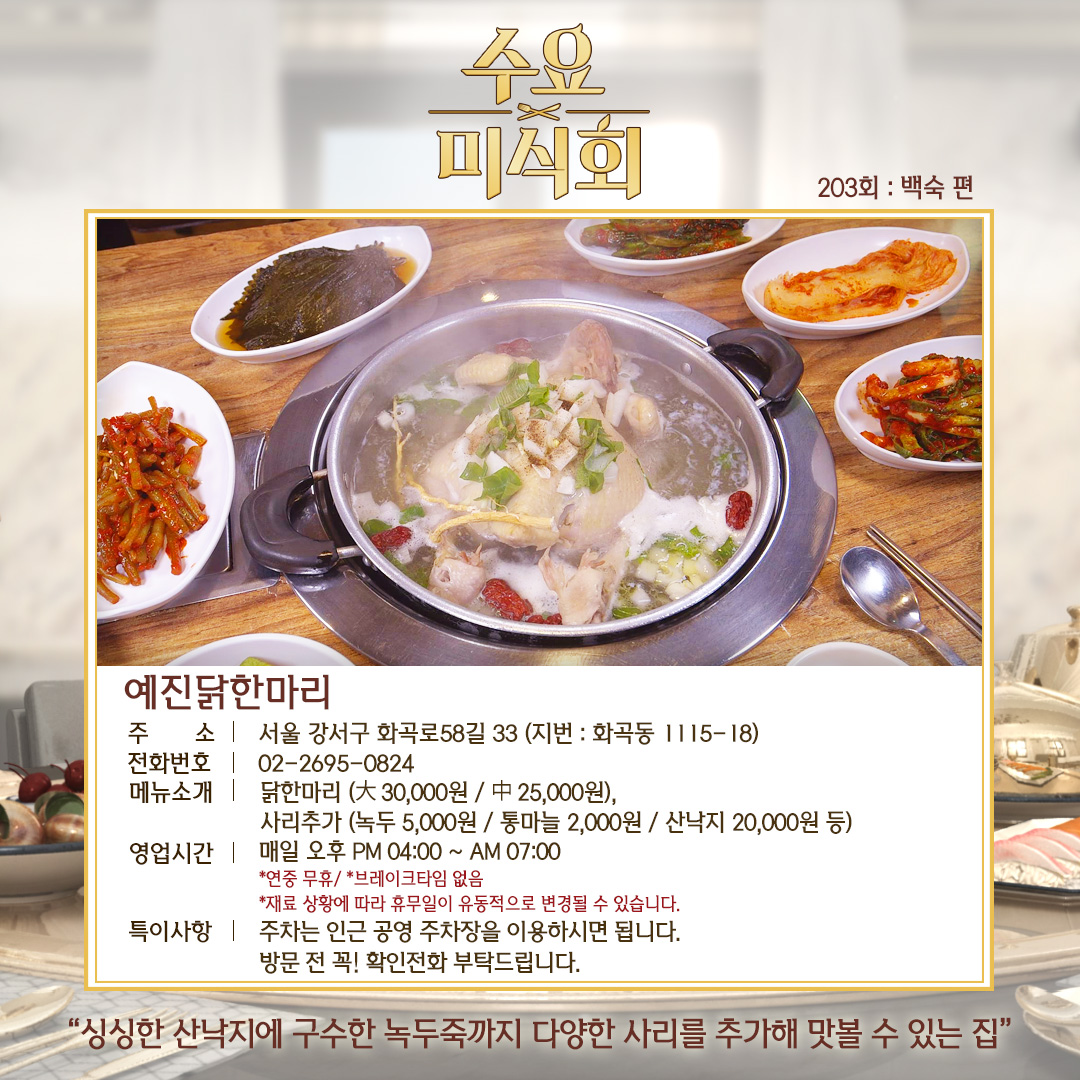 수요
미식회
203회 : 백숙 편
예진닭한마리
주 소 | 서울 강서구 화곡로58길 33 (지번 : 화곡동 1115-18)
전화번호 | 02-2695-0824
메뉴소개 | 닭한마리 (大 30,000원 / 中 25,000원),
사리추가 (녹두 5,000원 / 통마늘 2,000원 / 산낙지 20,000원 등)
영업시간 | 매일 오후 PM 04:00 ~ AM 07:00
*연중 무휴/ *브레이크타임 없음
*재료 상황에 따라 휴무일이 유동적으로 변경될 수 있습니다.
특이사항 | 주차는 인근 공영 주차장을 이용하시면 됩니다.
방문 전 꼭! 확인전화 부탁드립니다.
“싱싱한 산낙지에 구수한 녹두죽까지 다양한 사리를 추가해 맛볼 수 있는 집”